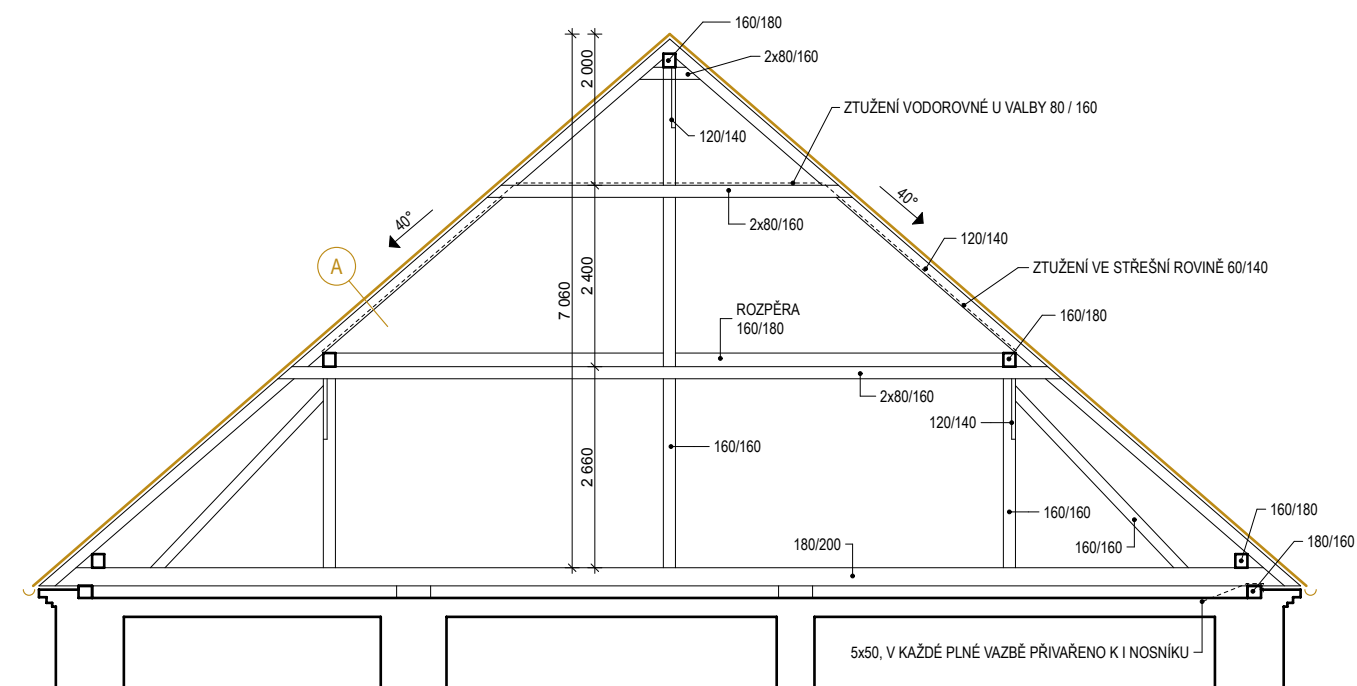 160/180
2x80/160
2 000
ZTUŽENÍ VODOROVNÉ U VALBY 80 / 160
120/140
40°
40°
2x80/160
120/140
A
ZTUŽENÍ VE STŘEŠNÍ ROVINĚ 60/140
2 400
7 060
ROZPĚRA
160/180
160/180
2x80/160
120/140
160/160
2 660
160/160
160/180
160/160
180/160
180/200
5x50, V KAŽDÉ PLNÉ VAZBĚ PŘIVAŘENO K I NOSNÍKU